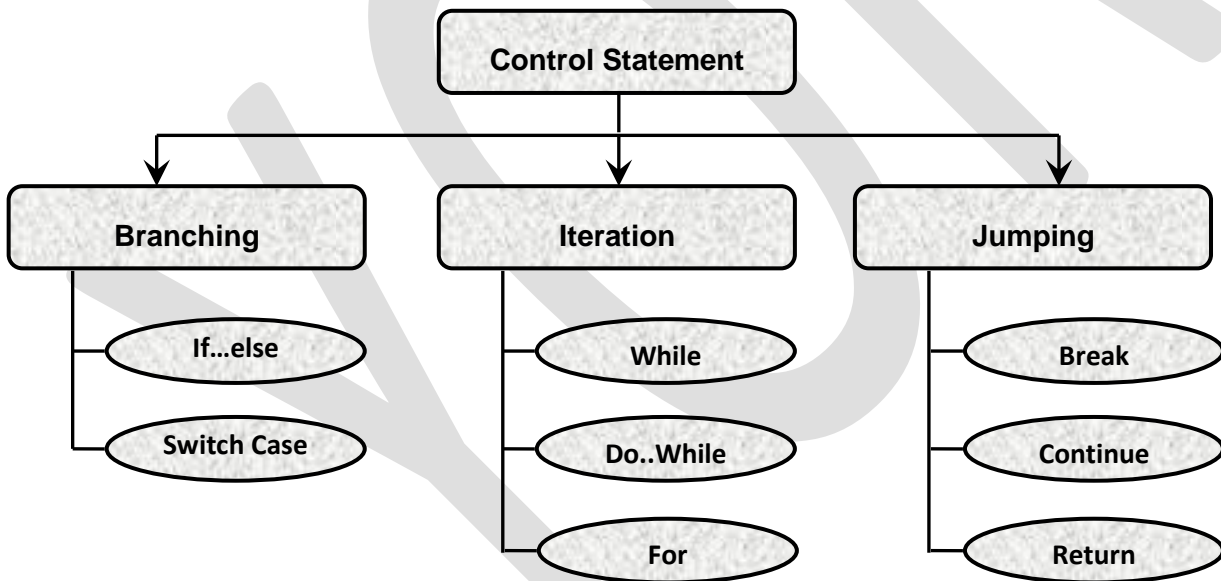 Control Statement
Branching
Iteration
Jumping
If...else
While
Break
Switch Case
Do..While
Continue
For
Return